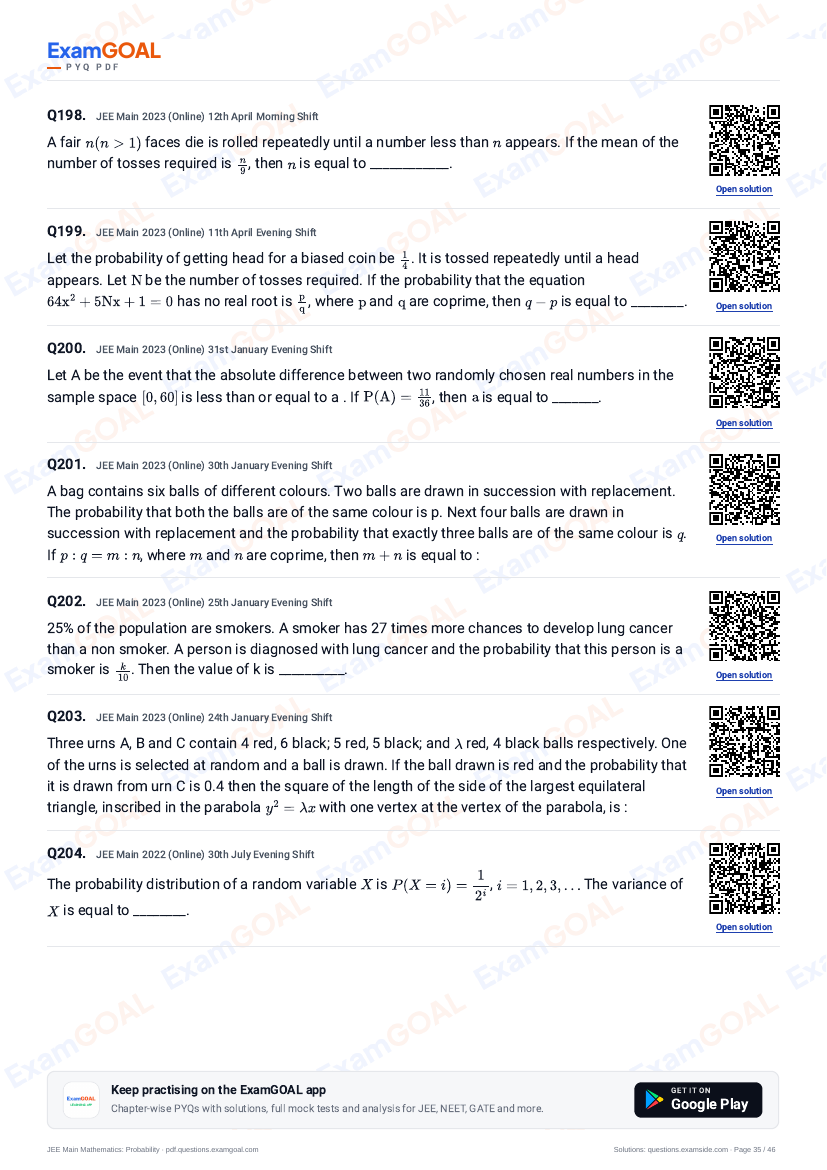 ExamGOAL
PYQ PDF
Q198. JEE Main 2023 (Online) 12th April Morning Shift
A fair n(n > 1) faces die is rolled repeatedly until a number less than n appears. If the mean of the
number of tosses required is n/9, then n is equal to ____________.
Open solution
Q199. JEE Main 2023 (Online) 11th April Evening Shift
Let the probability of getting head for a biased coin be 1/4. It is tossed repeatedly until a head
appears. Let N be the number of tosses required. If the probability that the equation
64x² + 5Nx + 1 = 0 has no real root is p/q, where p and q are coprime, then q − p is equal to ________.
Open solution
Q200. JEE Main 2023 (Online) 31st January Evening Shift
Let A be the event that the absolute difference between two randomly chosen real numbers in the
sample space [0, 60] is less than or equal to a . If P(A) = 11/36, then a is equal to _______.
Open solution
Q201. JEE Main 2023 (Online) 30th January Evening Shift
A bag contains six balls of different colours. Two balls are drawn in succession with replacement.
The probability that both the balls are of the same colour is p. Next four balls are drawn in
succession with replacement and the probability that exactly three balls are of the same colour is q.
If p : q = m : n, where m and n are coprime, then m + n is equal to :
Open solution
Q202. JEE Main 2023 (Online) 25th January Evening Shift
25% of the population are smokers. A smoker has 27 times more chances to develop lung cancer
than a non smoker. A person is diagnosed with lung cancer and the probability that this person is a
smoker is k/10. Then the value of k is __________.
Open solution
Q203. JEE Main 2023 (Online) 24th January Evening Shift
Three urns A, B and C contain 4 red, 6 black; 5 red, 5 black; and λ red, 4 black balls respectively. One
of the urns is selected at random and a ball is drawn. If the ball drawn is red and the probability that
it is drawn from urn C is 0.4 then the square of the length of the side of the largest equilateral
triangle, inscribed in the parabola y² = λx with one vertex at the vertex of the parabola, is :
Open solution
Q204. JEE Main 2022 (Online) 30th July Evening Shift
The probability distribution of a random variable X is P(X = i) = 1/2ⁱ, i = 1, 2, 3, . . . The variance of
X is equal to ________.
Open solution
Keep practising on the ExamGOAL app
Chapter-wise PYQs with solutions, full mock tests and analysis for JEE, NEET, GATE and more.
GET IT ON
Google Play
JEE Main Mathematics: Probability · pdf.questions.examgoal.com
Solutions: questions.examside.com · Page 35 / 46